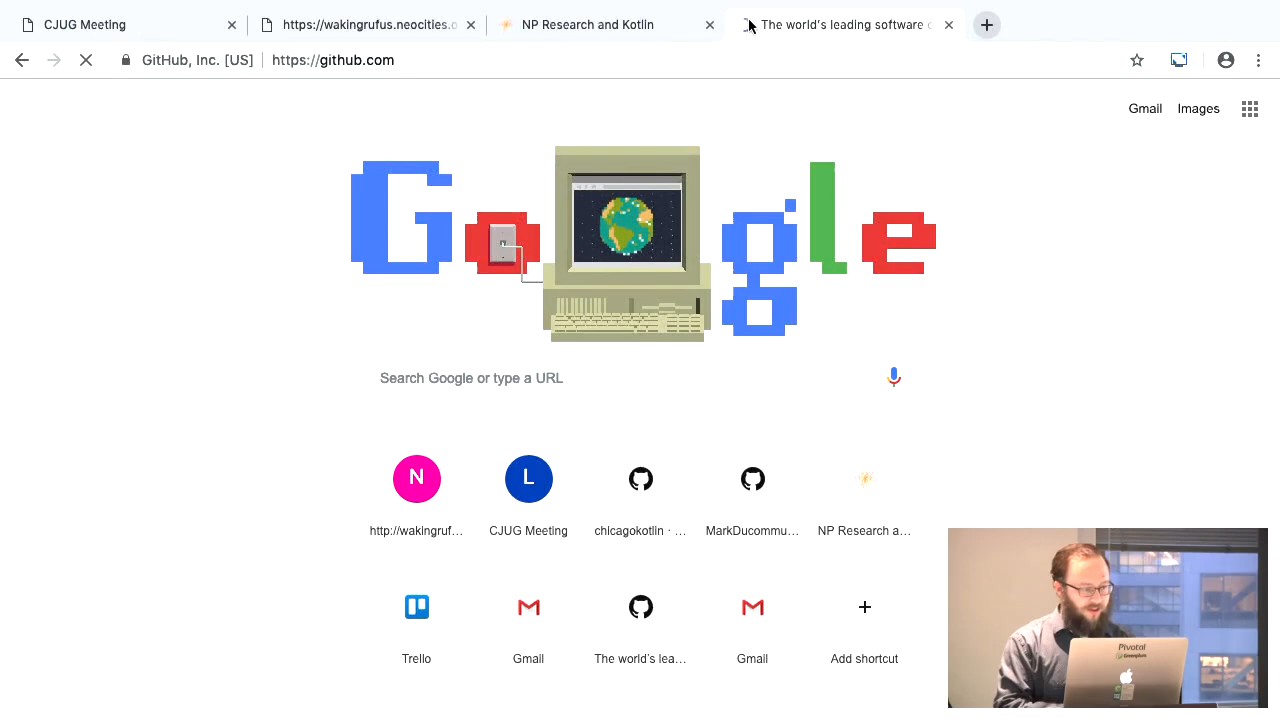 CJUG Meeting
https://wakingrufus.neocities.o
NP Research and Kotlin
The world's leading software
GitHub, Inc. [US]
https://github.com
Gmail
Images
Google
Search Google or type a URL
N
L
http://wakingruf...
CJUG Meeting
chicagokotlin · ...
MarkDucommu...
NP Research a...
Trello
Gmail
The world's lea...
Gmail
Add shortcut
Pivotal
Greenplum